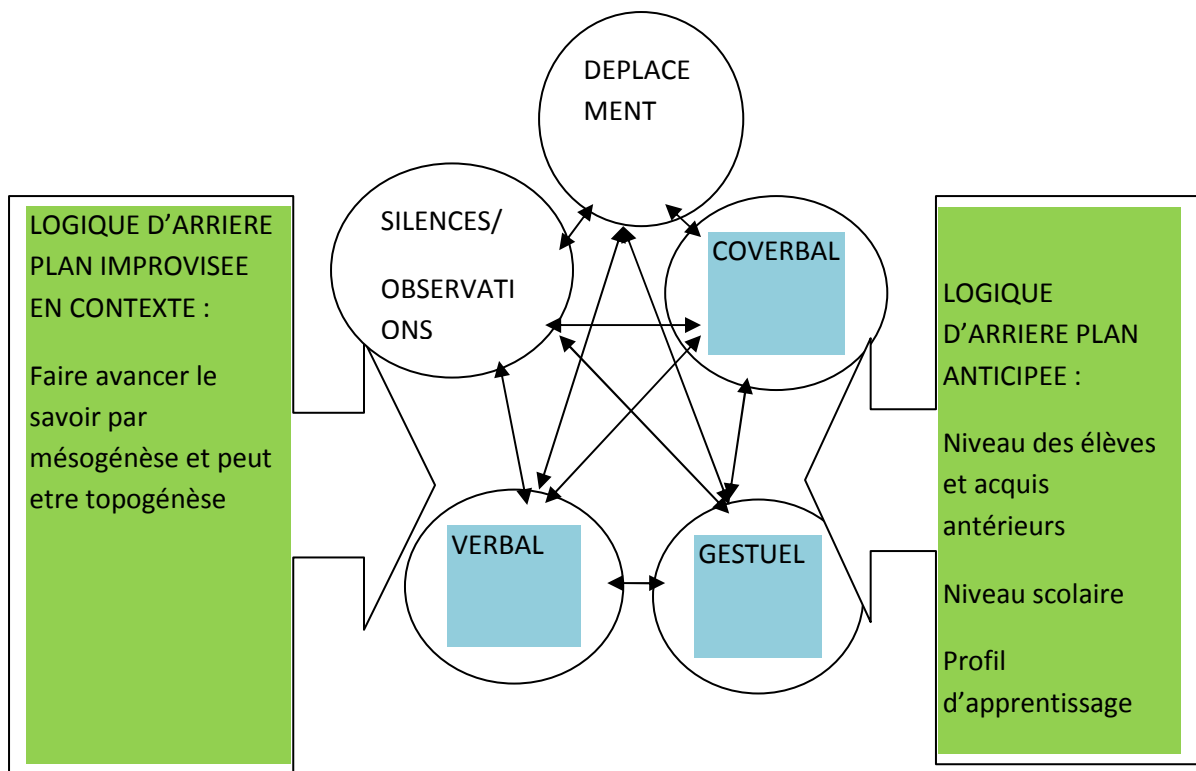 DEPLACE
MENT
SILENCES/
OBSERVATI
ONS
COVERBAL
LOGIQUE D’ARRIERE
PLAN IMPROVISEE
EN CONTEXTE :
Faire avancer le
savoir par
mésogénèse et peut
etre topogénèse
LOGIQUE
D’ARRIERE PLAN
ANTICIPEE :
Niveau des élèves
et acquis
antérieurs
Niveau scolaire
Profil
d’apprentissage
VERBAL
GESTUEL